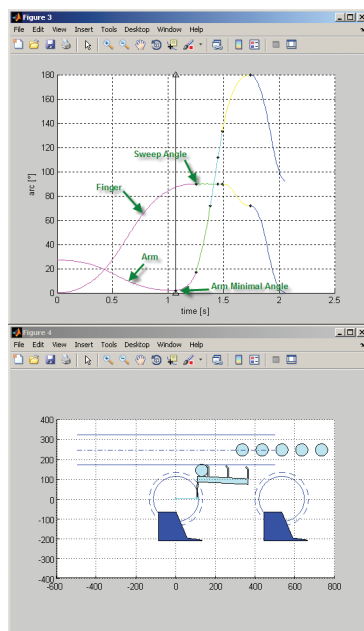 Figure 3
File Edit View Insert Tools Desktop Window Help
180
160
140
120
100
80
60
40
20
0
arc [°]
Sweep Angle
Finger
Arm
Arm Minimal Angle
0 0.5 1 1.5 2 2.5
time [s]
Figure 4
File Edit View Insert Tools Desktop Window Help
400
300
200
100
0
-100
-200
-300
-400
-600 -400 -200 0 200 400 600 800